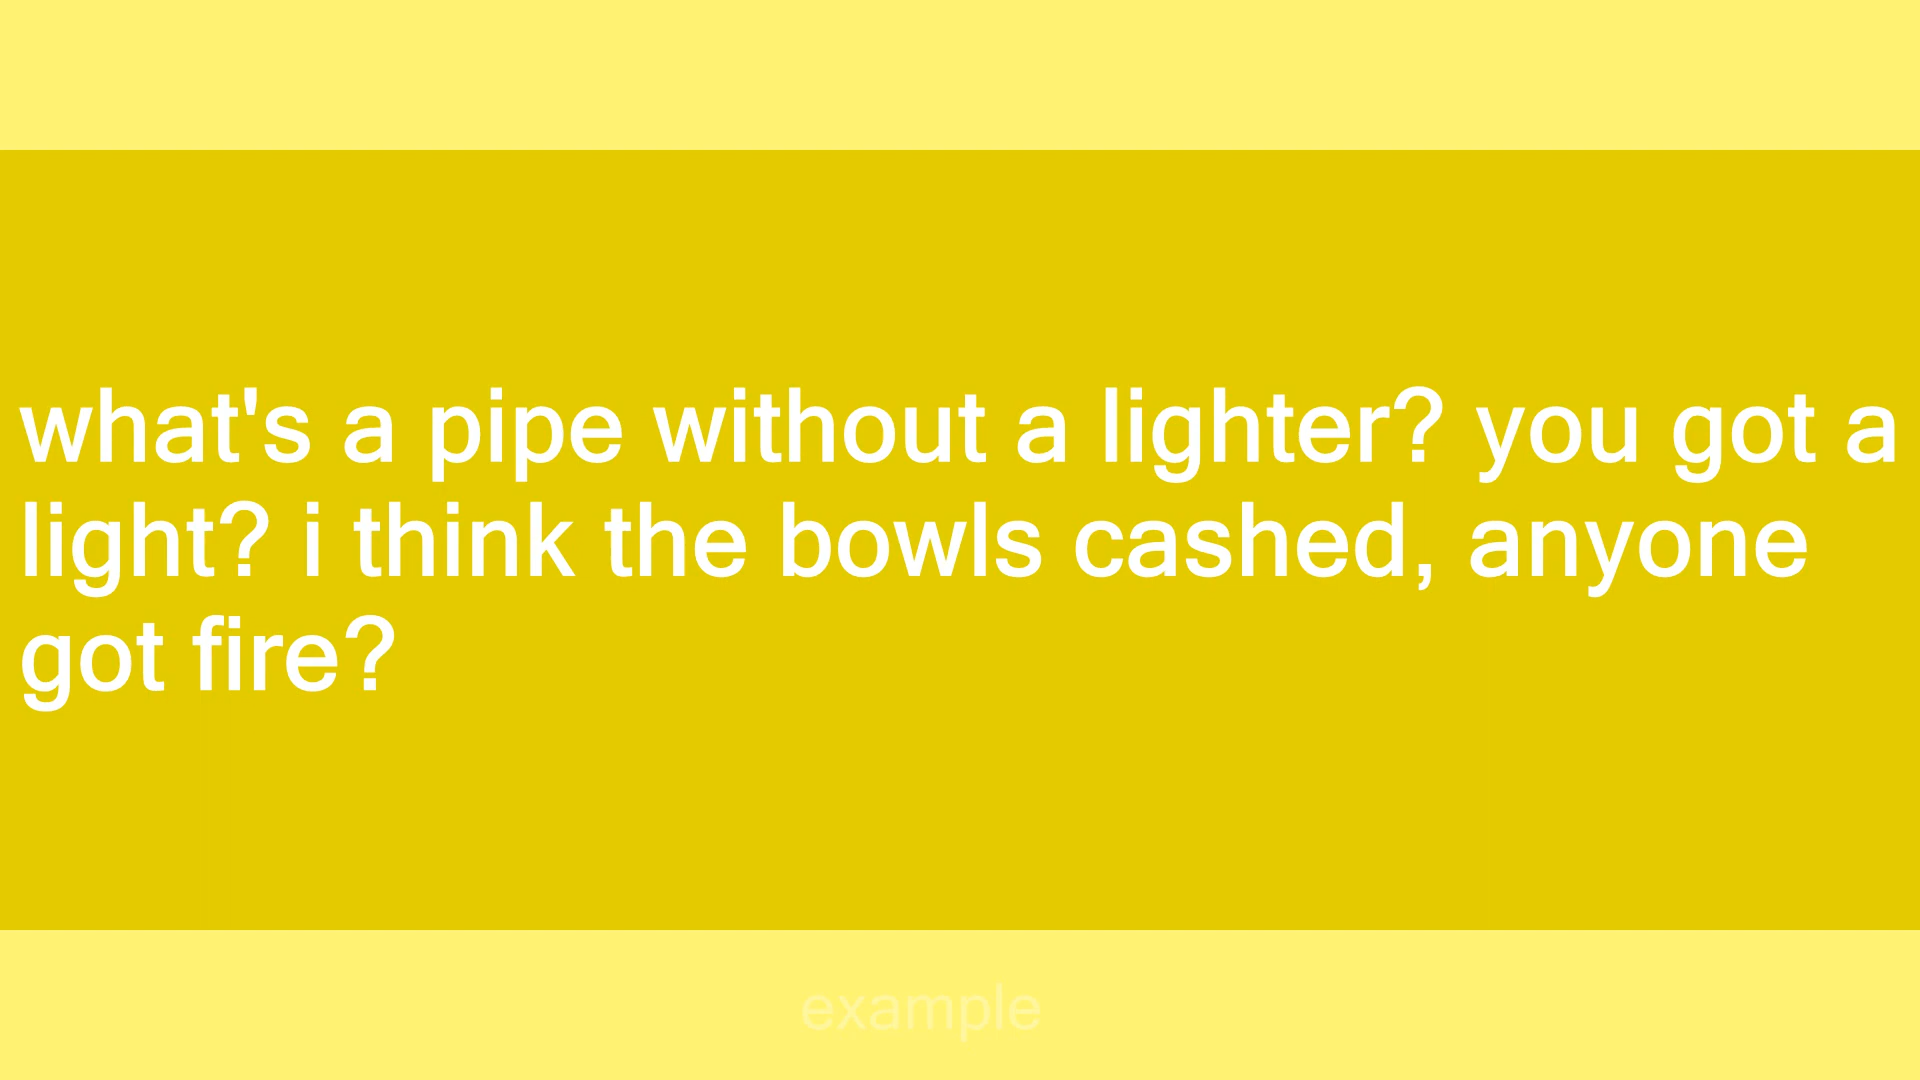 what's a pipe without a lighter? you got a
light? i think the bowls cashed, anyone
got fire?
example